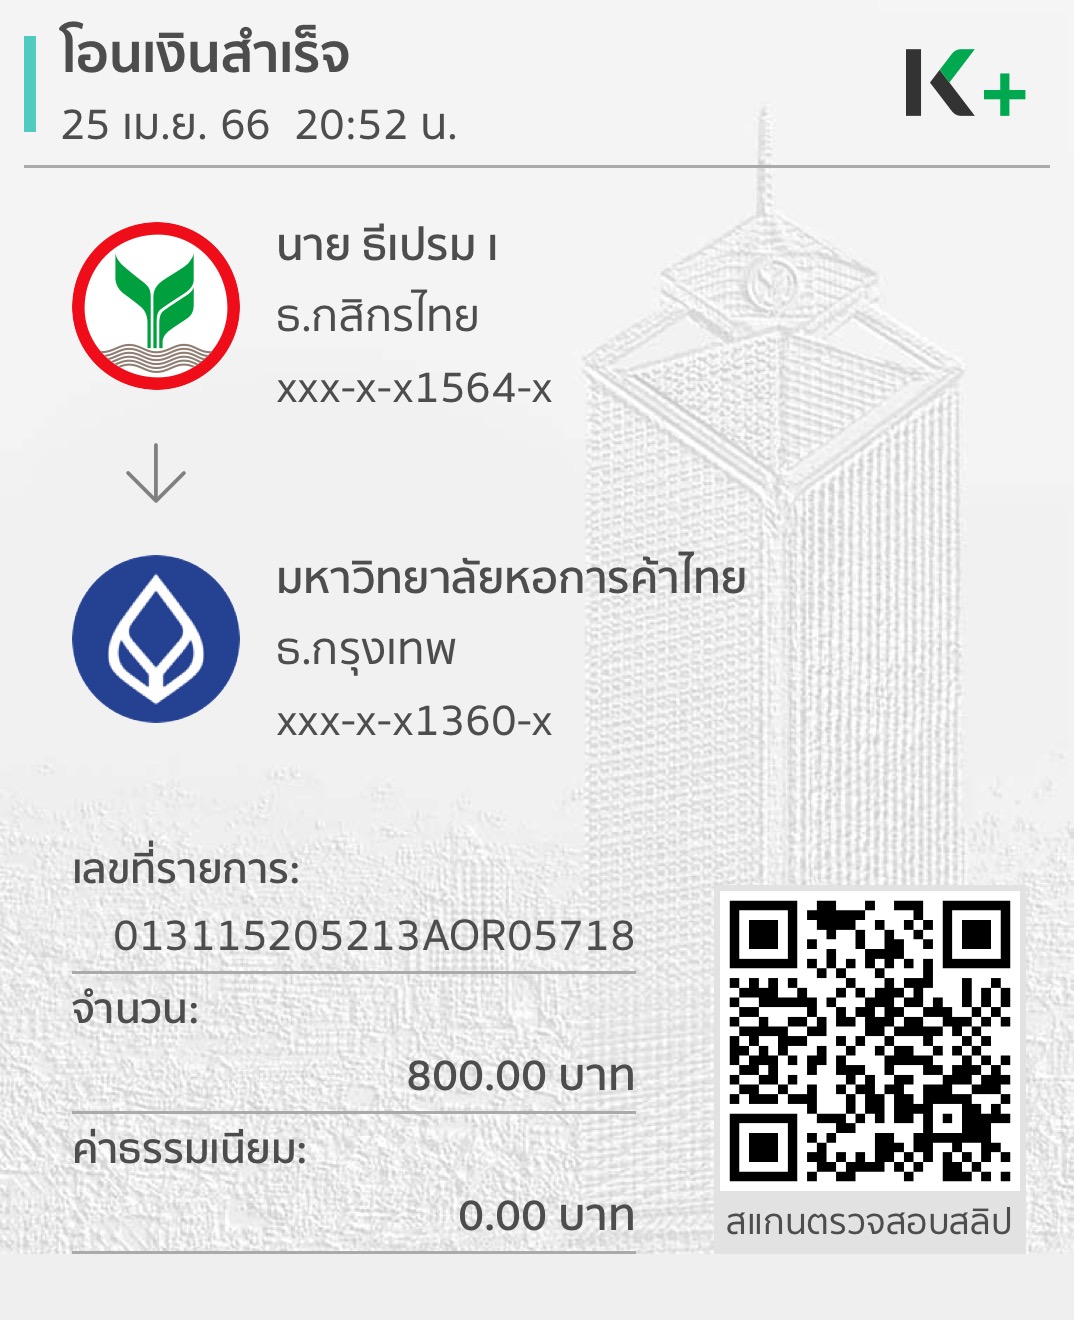 โอนเงินสำเร็จ
25 เม.ย. 66 20:52 น.
K+
นาย ธีเปรม เ
ธ.กสิกรไทย
xxx-x-x1564-x
มหาวิทยาลัยหอการค้าไทย
ธ.กรุงเทพ
xxx-x-x1360-x
เลขที่รายการ:
013115205213AOR05718
จำนวน:
800.00 บาท
ค่าธรรมเนียม:
0.00 บาท
สแกนตรวจสอบสลิป